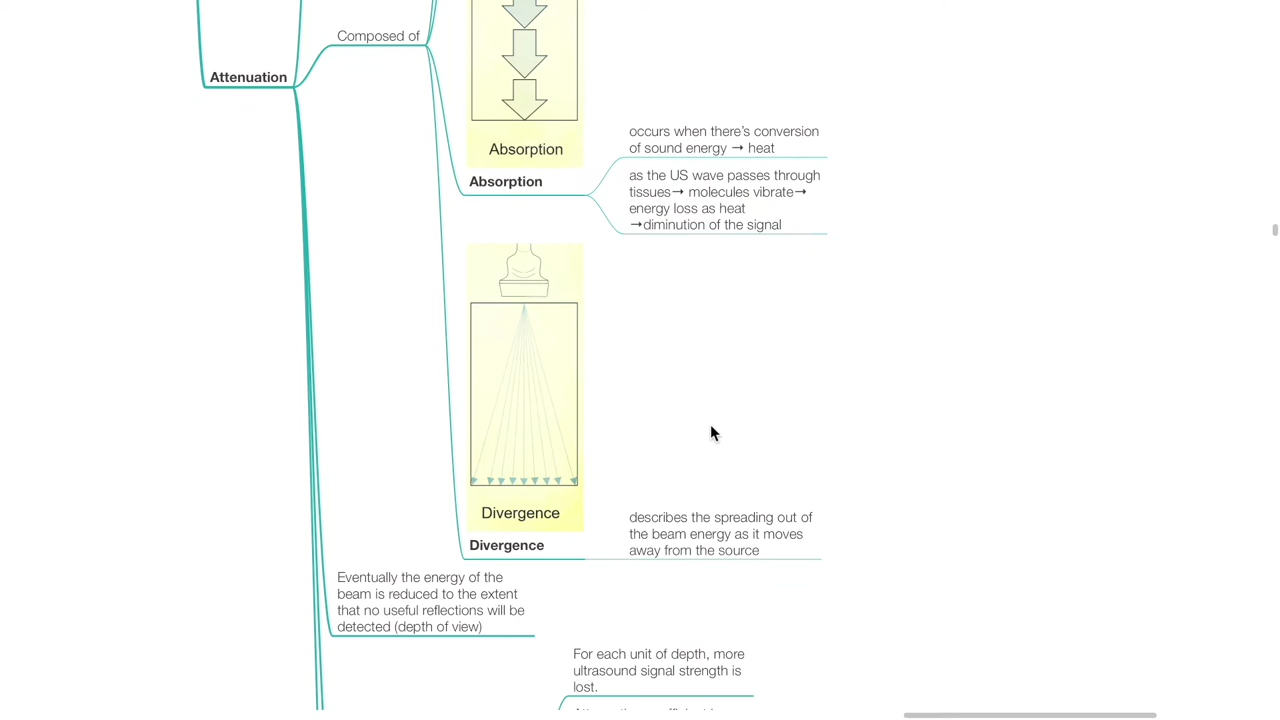 Composed of
Attenuation
Absorption
Absorption
occurs when there’s conversion
of sound energy → heat
as the US wave passes through
tissues→ molecules vibrate→
energy loss as heat
→diminution of the signal
Divergence
Divergence
describes the spreading out of
the beam energy as it moves
away from the source
Eventually the energy of the
beam is reduced to the extent
that no useful reflections will be
detected (depth of view)
For each unit of depth, more
ultrasound signal strength is
lost.